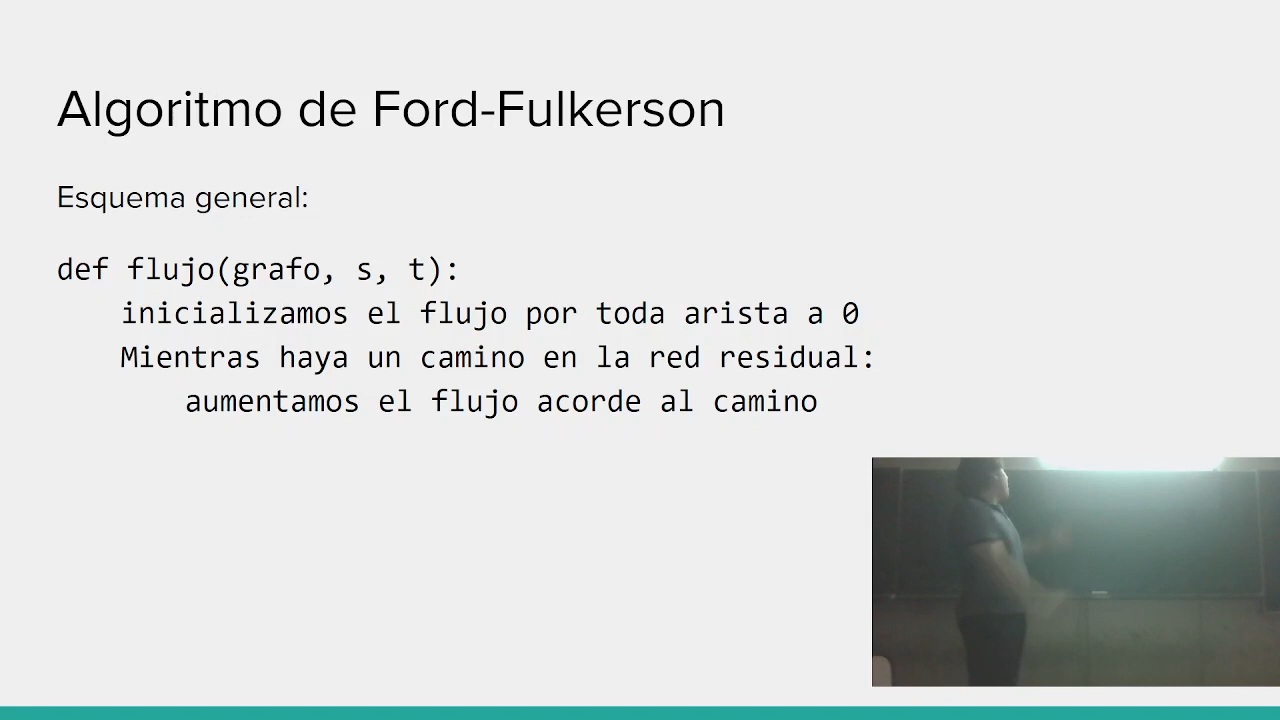 Algoritmo de Ford-Fulkerson
Esquema general:
def flujo(grafo, s, t):
inicializamos el flujo por toda arista a 0
Mientras haya un camino en la red residual:
aumentamos el flujo acorde al camino